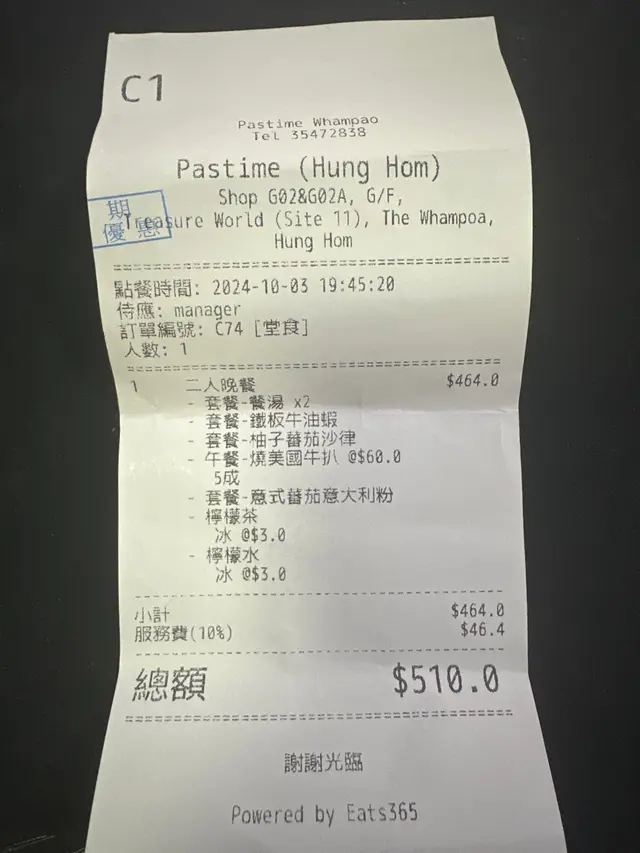 C1
Pastime Whampao
Tel 35472838
Pastime (Hung Hom)
Shop G02&G02A, G/F,
Treasure World (Site 11), The Whampoa,
Hung Hom
期
優惠
點餐時間: 2024-10-03 19:45:20
侍應: manager
訂單編號: C74 [堂食]
人數: 1
1 二人晚餐 $464.0
- 套餐-餐湯 x2
- 套餐-鐵板牛油蝦
- 套餐-柚子蕃茄沙律
- 午餐-燒美國牛扒 @$60.0
5成
- 套餐-意式蕃茄意大利粉
- 檸檬茶
冰 @$3.0
- 檸檬水
冰 @$3.0
小計 $464.0
服務費(10%) $46.4
總額 $510.0
謝謝光臨
Powered by Eats365